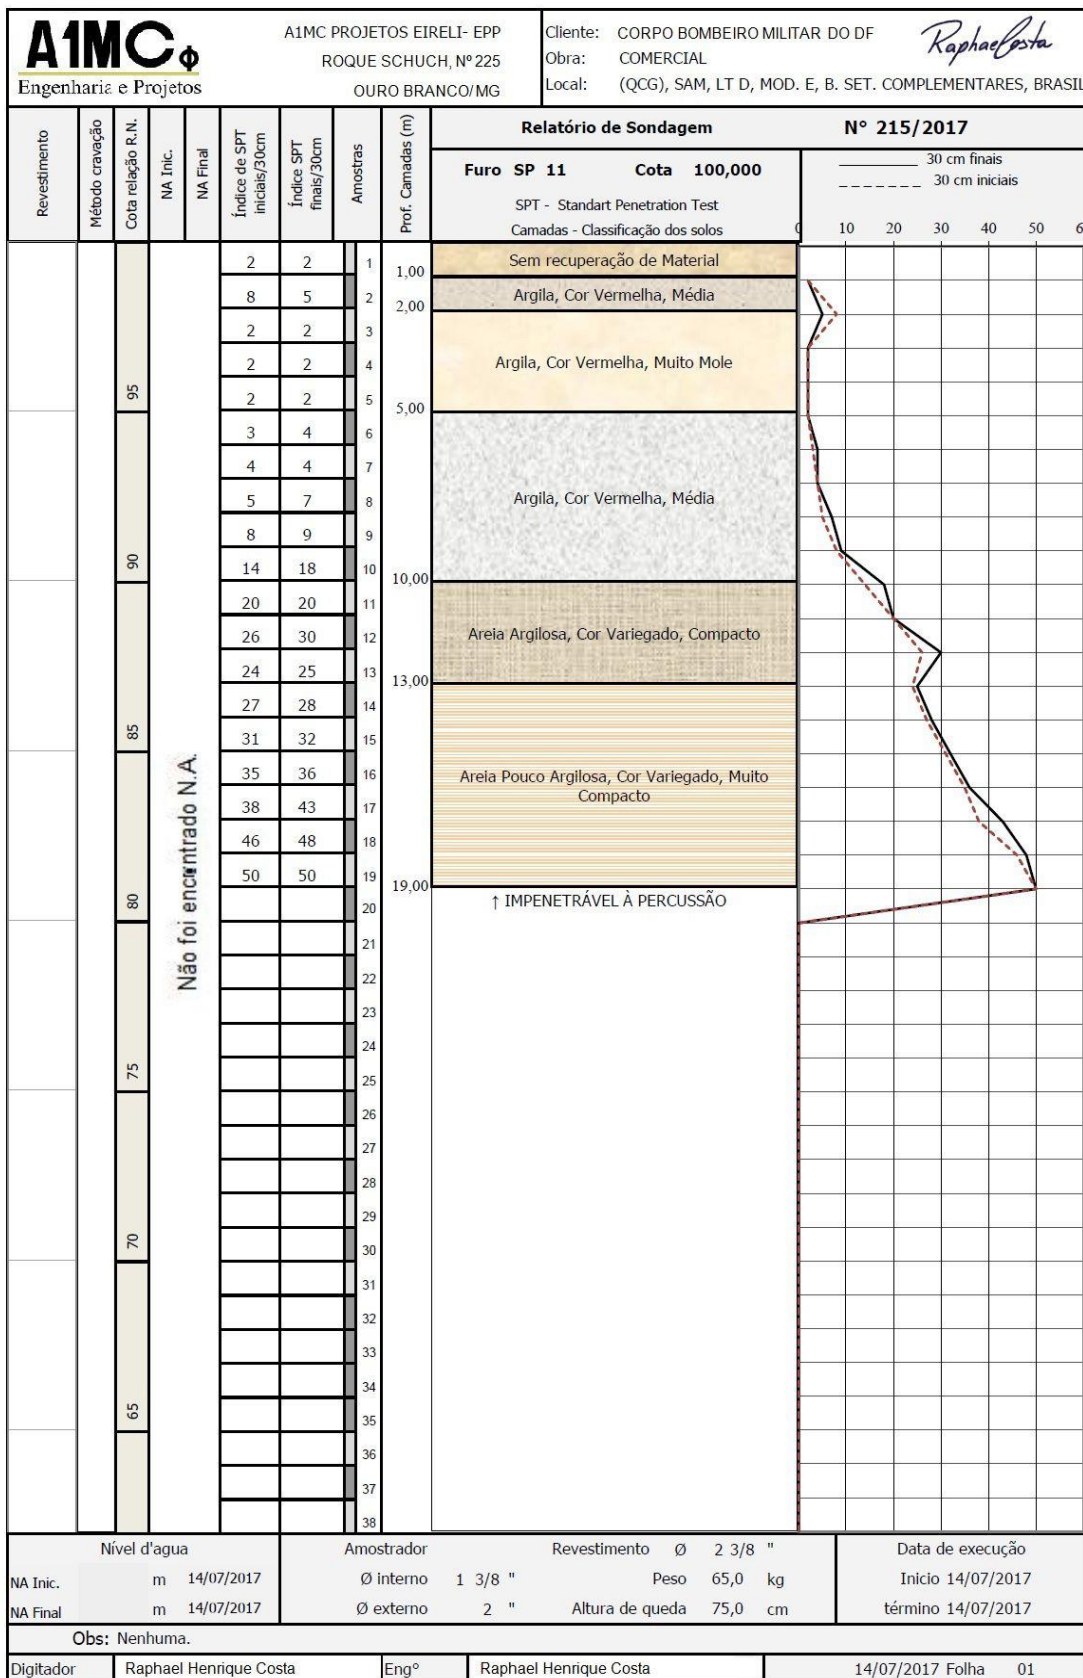 A1MC Φ
Engenharia e Projetos
A1MC PROJETOS EIRELI- EPP
ROQUE SCHUCH, Nº 225
OURO BRANCO/MG
Cliente: CORPO BOMBEIRO MILITAR DO DF
Obra: COMERCIAL
Local: (QCG), SAM, LT D, MOD. E, B. SET. COMPLEMENTARES, BRASIL
Raphael Costa
Revestimento
Método cravação
Cota relação R.N.
NA Inic.
NA Final
Índice de SPT iniciais/30cm
Índice SPT finais/30cm
Amostras
Prof. Camadas (m)
Relatório de Sondagem N° 215/2017
Furo SP 11 Cota 100,000
SPT - Standart Penetration Test
Camadas - Classificação dos solos
30 cm finais
30 cm iniciais
0 10 20 30 40 50 60
2 2 1 1,00 Sem recuperação de Material
8 5 2 2,00 Argila, Cor Vermelha, Média
2 2 3
2 2 4 Argila, Cor Vermelha, Muito Mole
95 2 2 5 5,00
3 4 6
4 4 7
5 7 8 Argila, Cor Vermelha, Média
8 9 9
90 14 18 10 10,00
20 20 11
26 30 12 Areia Argilosa, Cor Variegado, Compacto
24 25 13 13,00
27 28 14
85 31 32 15
35 36 16 Areia Pouco Argilosa, Cor Variegado, Muito
Compacto
38 43 17
46 48 18
50 50 19 19,00
80 20 ↑ IMPENETRÁVEL À PERCUSSÃO
Não foi encontrado N.A.
21
22
23
24
75 25
26
27
28
29
70 30
31
32
33
34
65 35
36
37
38
Nível d'agua
NA Inic. m 14/07/2017
NA Final m 14/07/2017
Amostrador
Ø interno 1 3/8 "
Ø externo 2 "
Revestimento Ø 2 3/8 "
Peso 65,0 kg
Altura de queda 75,0 cm
Data de execução
Inicio 14/07/2017
término 14/07/2017
Obs: Nenhuma.
Digitador Raphael Henrique Costa Eng° Raphael Henrique Costa 14/07/2017 Folha 01